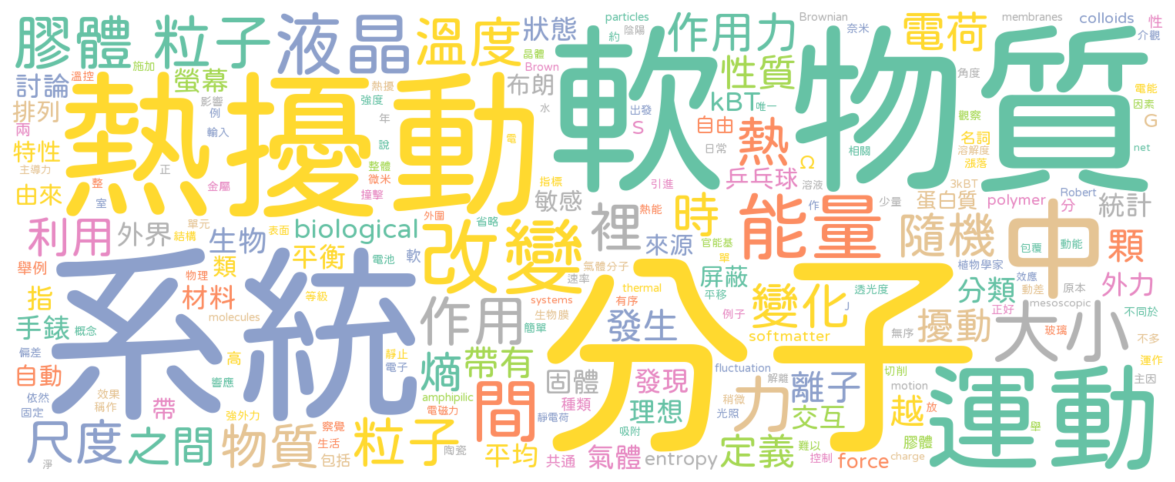 膠體 粒子 液晶 溫度 狀態 particles 約 陰陽 作用力 Brownian 奈米 電荷 membranes colloids 性 介觀
討論 溫控 施加 螢幕 晶體 Brown 布朗 性質 kBT 唯一 角度 電能 因素
排列 兩 影響 例 強度 年 水 出發 觀察 G
熱擾動 軟物質
特性 主導力 輸入 說 電 S 自由 熱 日常 相關 名詞 溶解度 部落 net
由來 整 金屬 正 整體 微米 撞擊 指標 敏感 引進 乒乓球 Ω 溶液 蛋白質 3kBT polymer Robert 分 統計
室 單元 外圍 省略 熱能 作 少量
利用 外界 生物 結構 表面 biological 改變 裡 時 來源 能量 隨機 中 包覆 動能 顆
舉例 類 物理 平衡 電池 軟 氣體分子 官能基 單 速率 屏蔽 植物學家 效應
指 材料 molecules 等級 作用 systems 有序 thermal 生物膜 平移 變化 透光度 」 分類 動差 原本 外力
系統 分子
手錶 概念 簡單 發生 例子 softmatter 無序 擾動 正好 mesoscopic 大小 玻璃 不同於 不多
偏差 響應 高 靜止 電子 熵 帶有 間 fluctuation 解離 切削 運作
自動 依然 效果 固定 稱作 帶 強外力 電磁力 amphipilic 固體 發現 稍微 光照 力 離子 motion 主因
種類 理想 交互 越 放 運動
尺度 之間 物質 察覺 生活 包括 粒子 陶瓷 靜電荷 吸附 難以 膠體 舉
淨 平均 共通 氣體 entropy 定義 控制 force charge